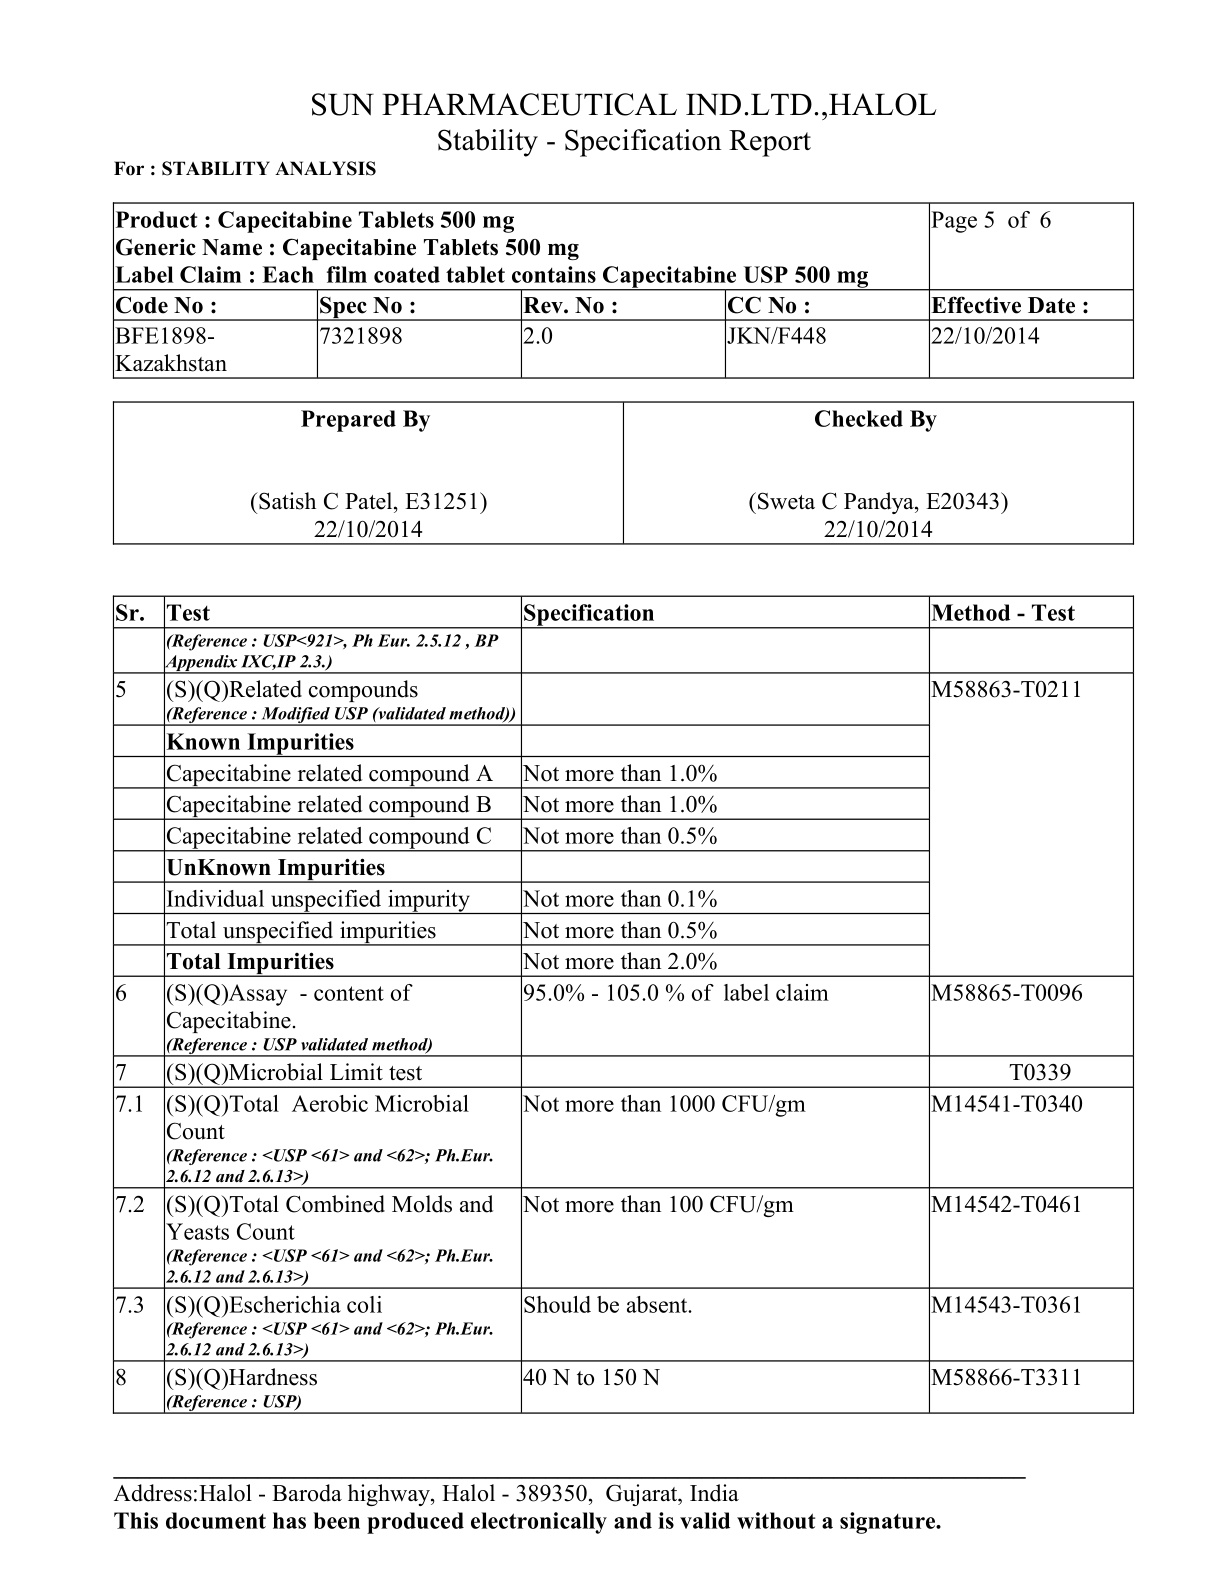 SUN PHARMACEUTICAL IND.LTD.,HALOL
Stability - Specification Report
For : STABILITY ANALYSIS
Product : Capecitabine Tablets 500 mg
Generic Name : Capecitabine Tablets 500 mg
Label Claim : Each film coated tablet contains Capecitabine USP 500 mg
Page 5 of 6
Code No : Spec No : Rev. No : CC No : Effective Date :
BFE1898- 7321898 2.0 JKN/F448 22/10/2014
Kazakhstan
Prepared By Checked By
(Satish C Patel, E31251) (Sweta C Pandya, E20343)
22/10/2014 22/10/2014
Sr. Test Specification Method - Test
(Reference : USP<921>, Ph Eur. 2.5.12 , BP
Appendix IXC,IP 2.3.)
5 (S)(Q)Related compounds M58863-T0211
(Reference : Modified USP (validated method))
Known Impurities
Capecitabine related compound A Not more than 1.0%
Capecitabine related compound B Not more than 1.0%
Capecitabine related compound C Not more than 0.5%
UnKnown Impurities
Individual unspecified impurity Not more than 0.1%
Total unspecified impurities Not more than 0.5%
Total Impurities Not more than 2.0%
6 (S)(Q)Assay - content of 95.0% - 105.0 % of label claim M58865-T0096
Capecitabine.
(Reference : USP validated method)
7 (S)(Q)Microbial Limit test T0339
7.1 (S)(Q)Total Aerobic Microbial Not more than 1000 CFU/gm M14541-T0340
Count
(Reference : <USP <61> and <62>; Ph.Eur.
2.6.12 and 2.6.13>)
7.2 (S)(Q)Total Combined Molds and Not more than 100 CFU/gm M14542-T0461
Yeasts Count
(Reference : <USP <61> and <62>; Ph.Eur.
2.6.12 and 2.6.13>)
7.3 (S)(Q)Escherichia coli Should be absent. M14543-T0361
(Reference : <USP <61> and <62>; Ph.Eur.
2.6.12 and 2.6.13>)
8 (S)(Q)Hardness 40 N to 150 N M58866-T3311
(Reference : USP)
Address:Halol - Baroda highway, Halol - 389350, Gujarat, India
This document has been produced electronically and is valid without a signature.